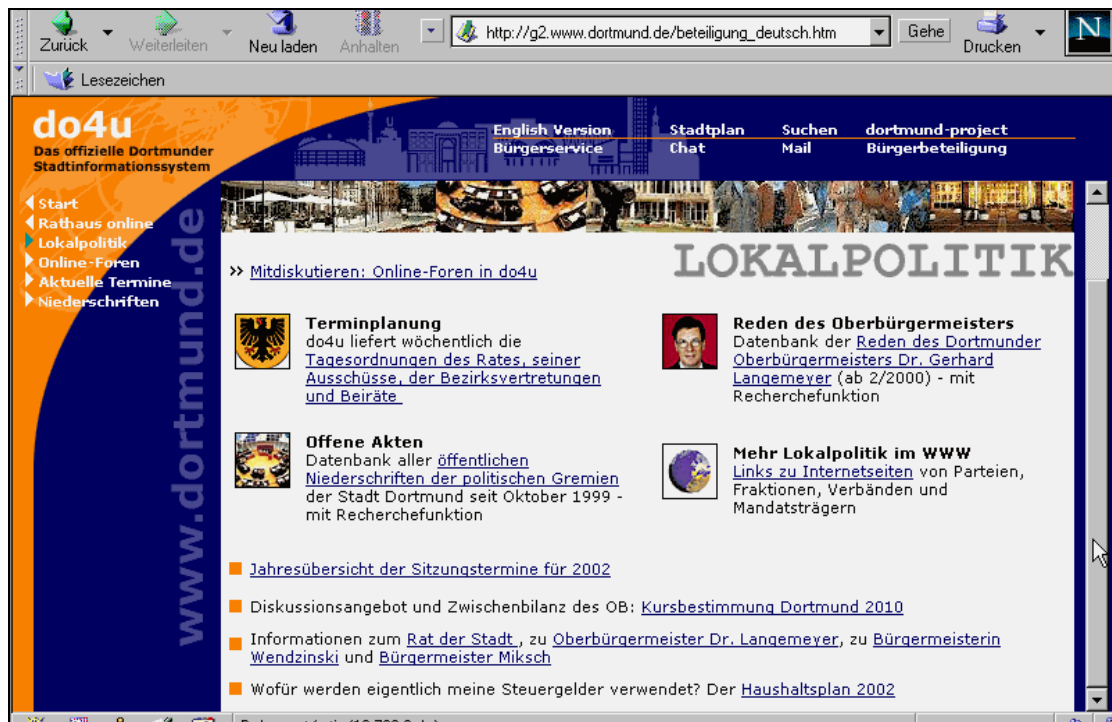 Zurück Weiterleiten Neu laden Anhalten http://g2.www.dortmund.de/beteiligung_deutsch.htm Gehe Drucken N
Lesezeichen
do4u
Das offizielle Dortmunder
Stadtinformationssystem
English Version Stadtplan Suchen dortmund-project
Bürgerservice Chat Mail Bürgerbeteiligung
Start
Rathaus online
Lokalpolitik
Online-Foren
Aktuelle Termine
Niederschriften
www.dortmund.de
LOKALPOLITIK
>> Mitdiskutieren: Online-Foren in do4u
Terminplanung
do4u liefert wöchentlich die
Tagesordnungen des Rates, seiner
Ausschüsse, der Bezirksvertretungen
und Beiräte
Reden des Oberbürgermeisters
Datenbank der Reden des Dortmunder
Oberbürgermeisters Dr. Gerhard
Langemeyer (ab 2/2000) - mit
Recherchefunktion
Offene Akten
Datenbank aller öffentlichen
Niederschriften der politischen Gremien
der Stadt Dortmund seit Oktober 1999 -
mit Recherchefunktion
Mehr Lokalpolitik im WWW
Links zu Internetseiten von Parteien,
Fraktionen, Verbänden und
Mandatsträgern
Jahresübersicht der Sitzungstermine für 2002
Diskussionsangebot und Zwischenbilanz des OB: Kursbestimmung Dortmund 2010
Informationen zum Rat der Stadt , zu Oberbürgermeister Dr. Langemeyer, zu Bürgermeisterin
Wendzinski und Bürgermeister Miksch
Wofür werden eigentlich meine Steuergelder verwendet? Der Haushaltsplan 2002